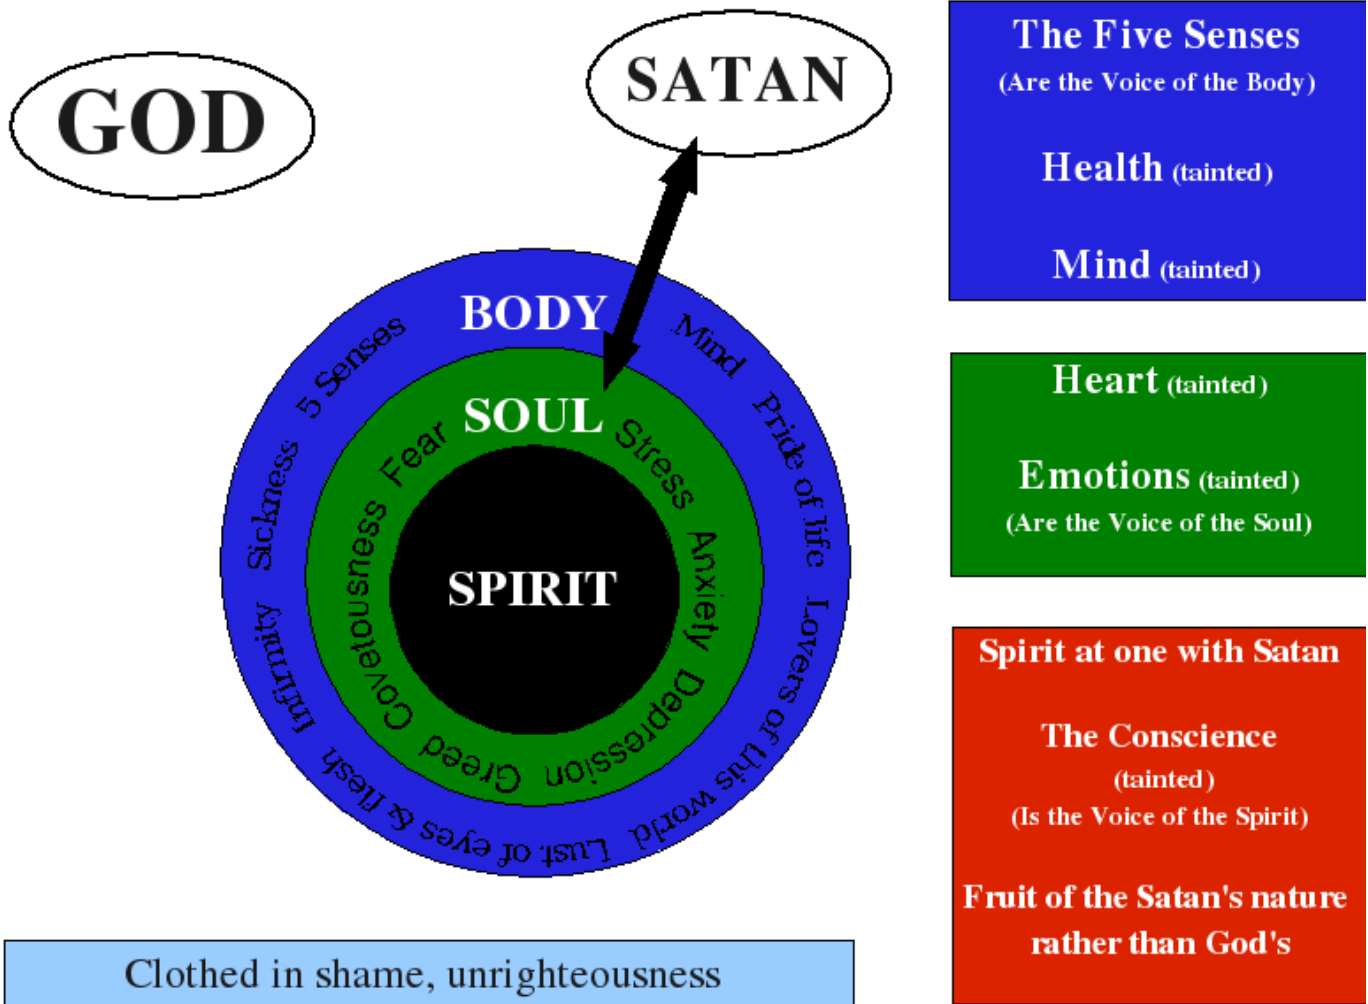 GOD
SATAN
BODY
SOUL
SPIRIT
Sickness 5 Senses
Mind Pride of life Lovers of this world Lust of eyes & flesh Infirmity
Fear
Stress Anxiety Depression Greed Covetousness
The Five Senses
(Are the Voice of the Body)
Health (tainted)
Mind (tainted)
Heart (tainted)
Emotions (tainted)
(Are the Voice of the Soul)
Spirit at one with Satan
The Conscience
(tainted)
(Is the Voice of the Spirit)
Fruit of the Satan's nature
rather than God's
Clothed in shame, unrighteousness